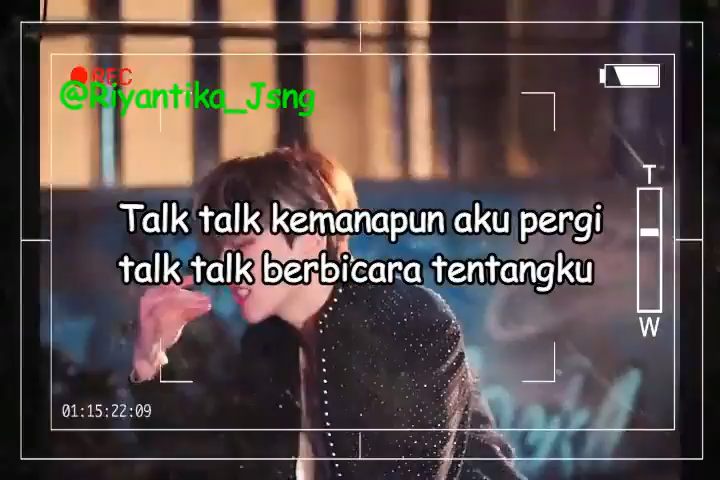 REC
@Riyantika_Jsng
T
Talk talk kemanapun aku pergi
talk talk berbicara tentangku
W
01:15:22:09